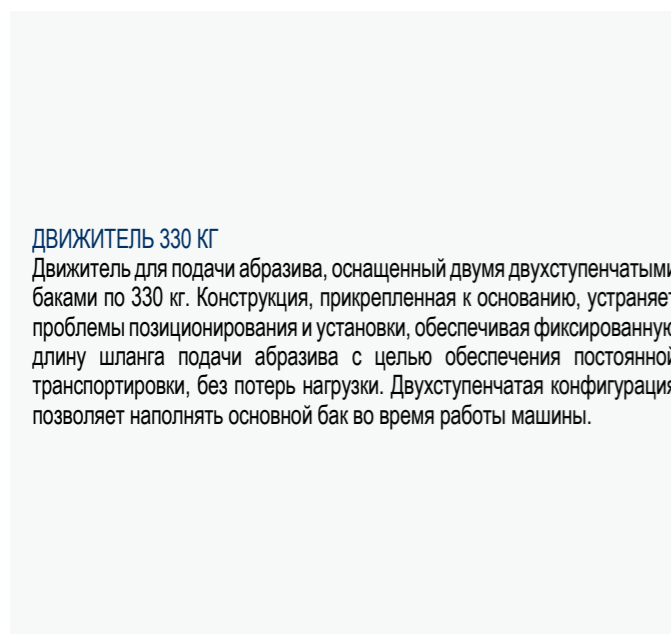 ДВИЖИТЕЛЬ 330 КГ
Движитель для подачи абразива, оснащенный двумя двухступенчатыми
баками по 330 кг. Конструкция, прикрепленная к основанию, устраняет
проблемы позиционирования и установки, обеспечивая фиксированную
длину шланга подачи абразива с целью обеспечения постоянной
транспортировки, без потерь нагрузки. Двухступенчатая конфигурация
позволяет наполнять основной бак во время работы машины.